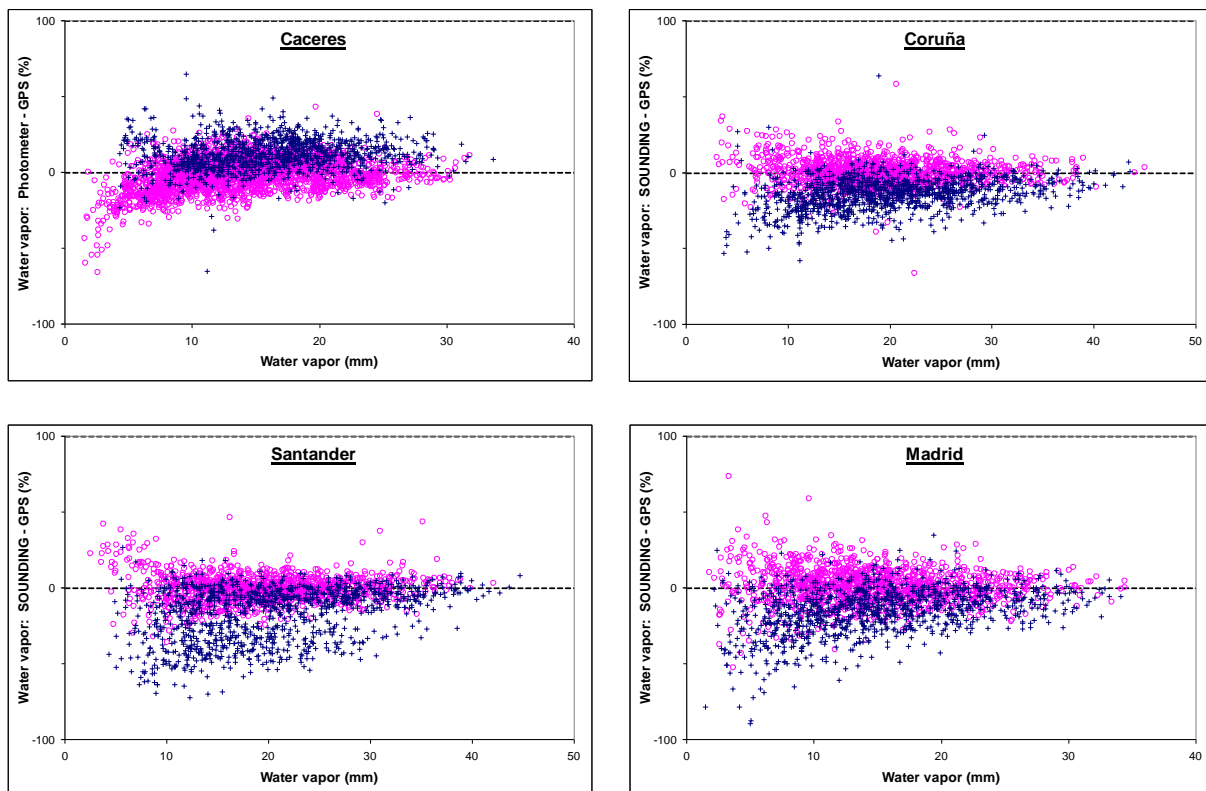 Caceres
Water vapor: Photometer - GPS (%)
100
0
-100
0 10 20 30 40
Water vapor (mm)
Coruña
Water vapor: SOUNDING - GPS (%)
100
0
-100
0 10 20 30 40 50
Water vapor (mm)
Santander
Water vapor: SOUNDING - GPS (%)
100
0
-100
0 10 20 30 40 50
Water vapor (mm)
Madrid
Water vapor: SOUNDING - GPS (%)
100
0
-100
0 10 20 30 40
Water vapor (mm)